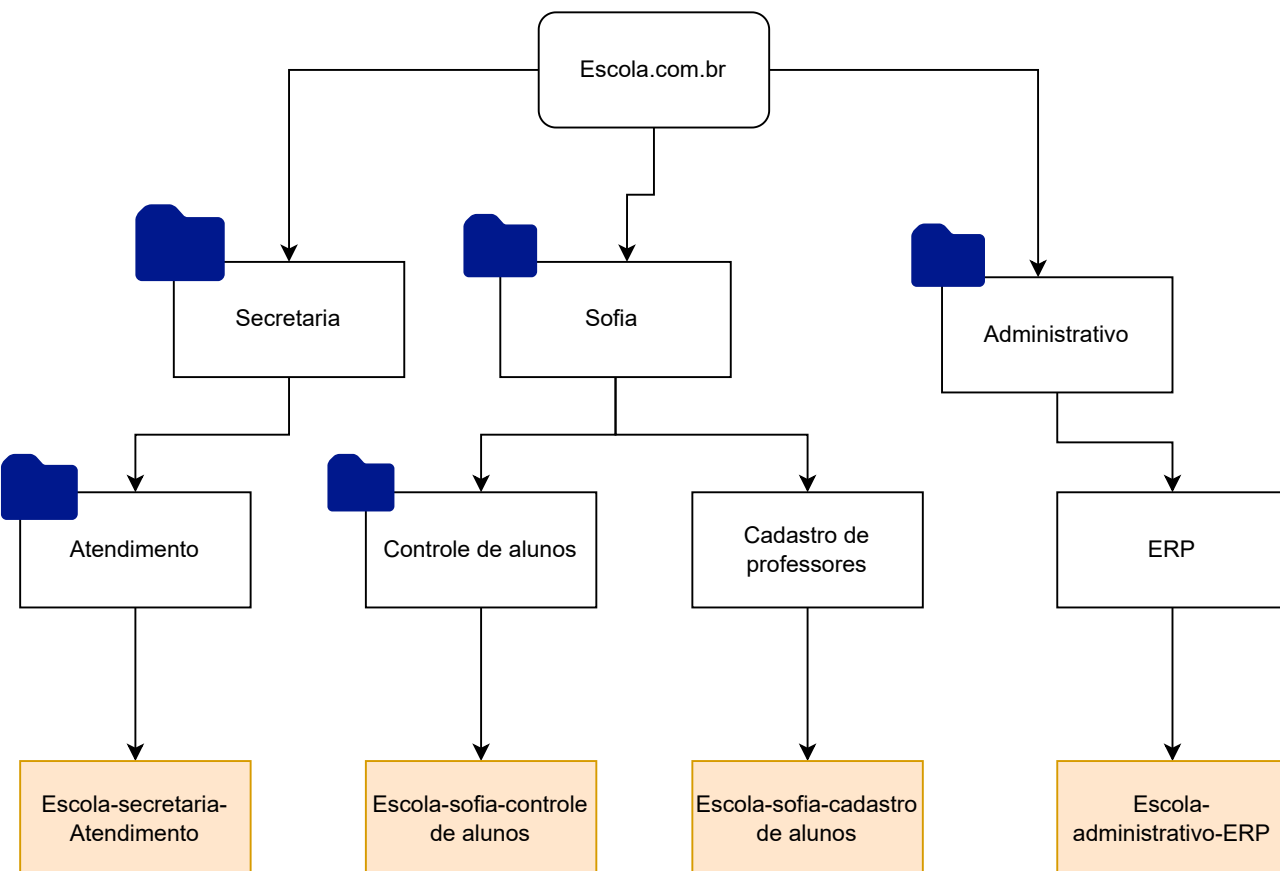 Escola.com.br
Secretaria
Sofia
Administrativo
Atendimento
Controle de alunos
Cadastro de
professores
ERP
Escola-secretaria-
Atendimento
Escola-sofia-controle
de alunos
Escola-sofia-cadastro
de alunos
Escola-
administrativo-ERP